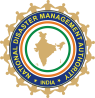 NATIONAL DISASTER MANAGEMENT AUTHORITY
INDIA